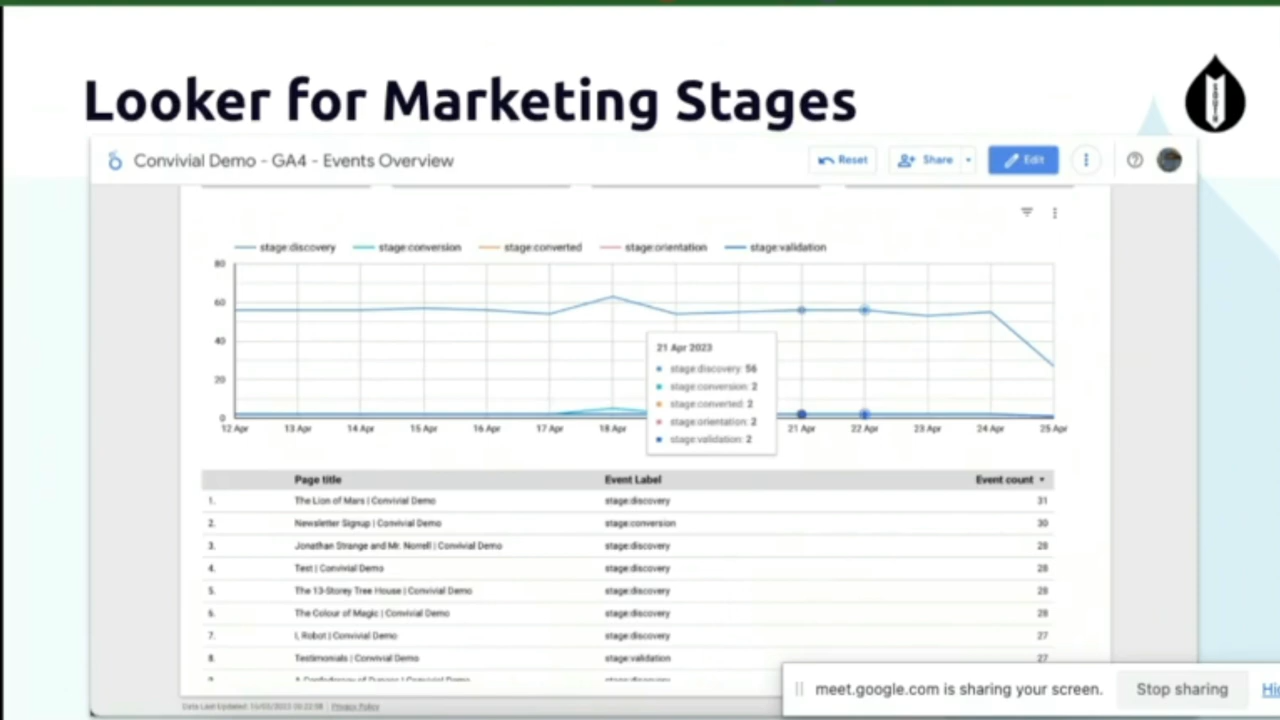 Looker for Marketing Stages
SOUTH
Convivial Demo - GA4 - Events Overview
Reset
Share
Edit
stage:discovery stage:conversion stage:converted stage:orientation stage:validation
80
60
40
20
0
21 Apr 2023
stage:discovery: 56
stage:conversion: 2
stage:converted: 2
stage:orientation: 2
stage:validation: 2
12 Apr 13 Apr 14 Apr 15 Apr 16 Apr 17 Apr 18 Apr 21 Apr 22 Apr 23 Apr 24 Apr 25 Apr
Page title Event Label Event count
1. The Lion of Mars | Convivial Demo stage:discovery 31
2. Newsletter Signup | Convivial Demo stage:conversion 30
3. Jonathan Strange and Mr. Norrell | Convivial Demo stage:discovery 28
4. Test | Convivial Demo stage:discovery 28
5. The 13-Storey Tree House | Convivial Demo stage:discovery 28
6. The Colour of Magic | Convivial Demo stage:discovery 28
7. I, Robot | Convivial Demo stage:discovery 27
8. Testimonials | Convivial Demo stage:validation 27
meet.google.com is sharing your screen.
Stop sharing
Data Last Updated: Privacy Policy